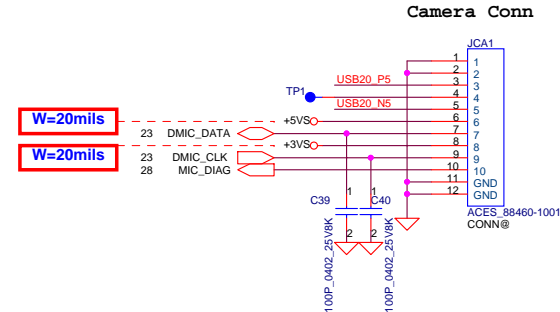 Camera Conn
JCA1
1 1
2 2
USB20_P5 3 3
TP1 4 4
USB20_N5 5 5
W=20mils +5VS 6 6
23 DMIC_DATA 7 7
W=20mils +3VS 8 8
23 DMIC_CLK 9 9
28 MIC_DIAG 10 10
11 GND
12 GND
C39 1 2 100P_0402_25V8K
C40 1 2 100P_0402_25V8K
ACES_88460-1001
CONN@